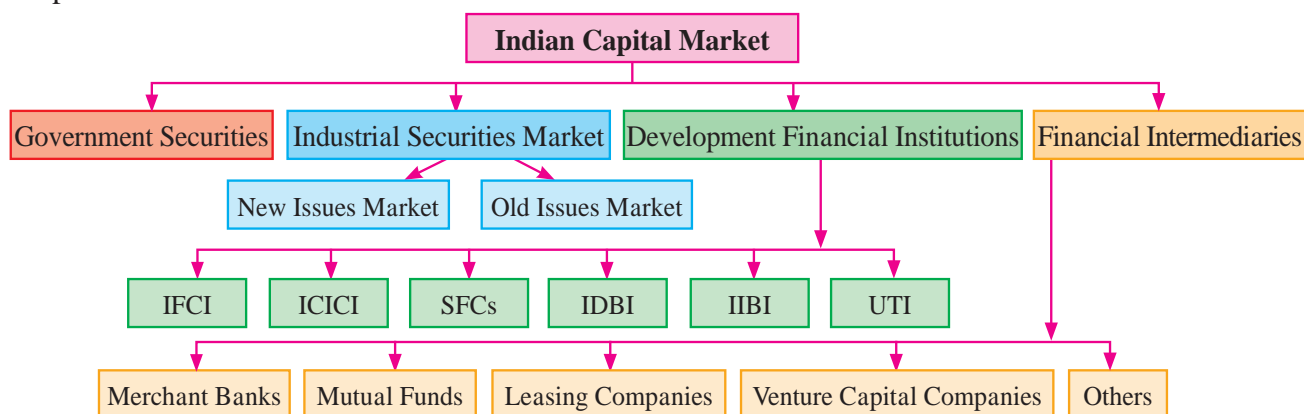 Indian Capital Market
Government Securities
Industrial Securities Market
Development Financial Institutions
Financial Intermediaries
New Issues Market
Old Issues Market
IFCI
ICICI
SFCs
IDBI
IIBI
UTI
Merchant Banks
Mutual Funds
Leasing Companies
Venture Capital Companies
Others